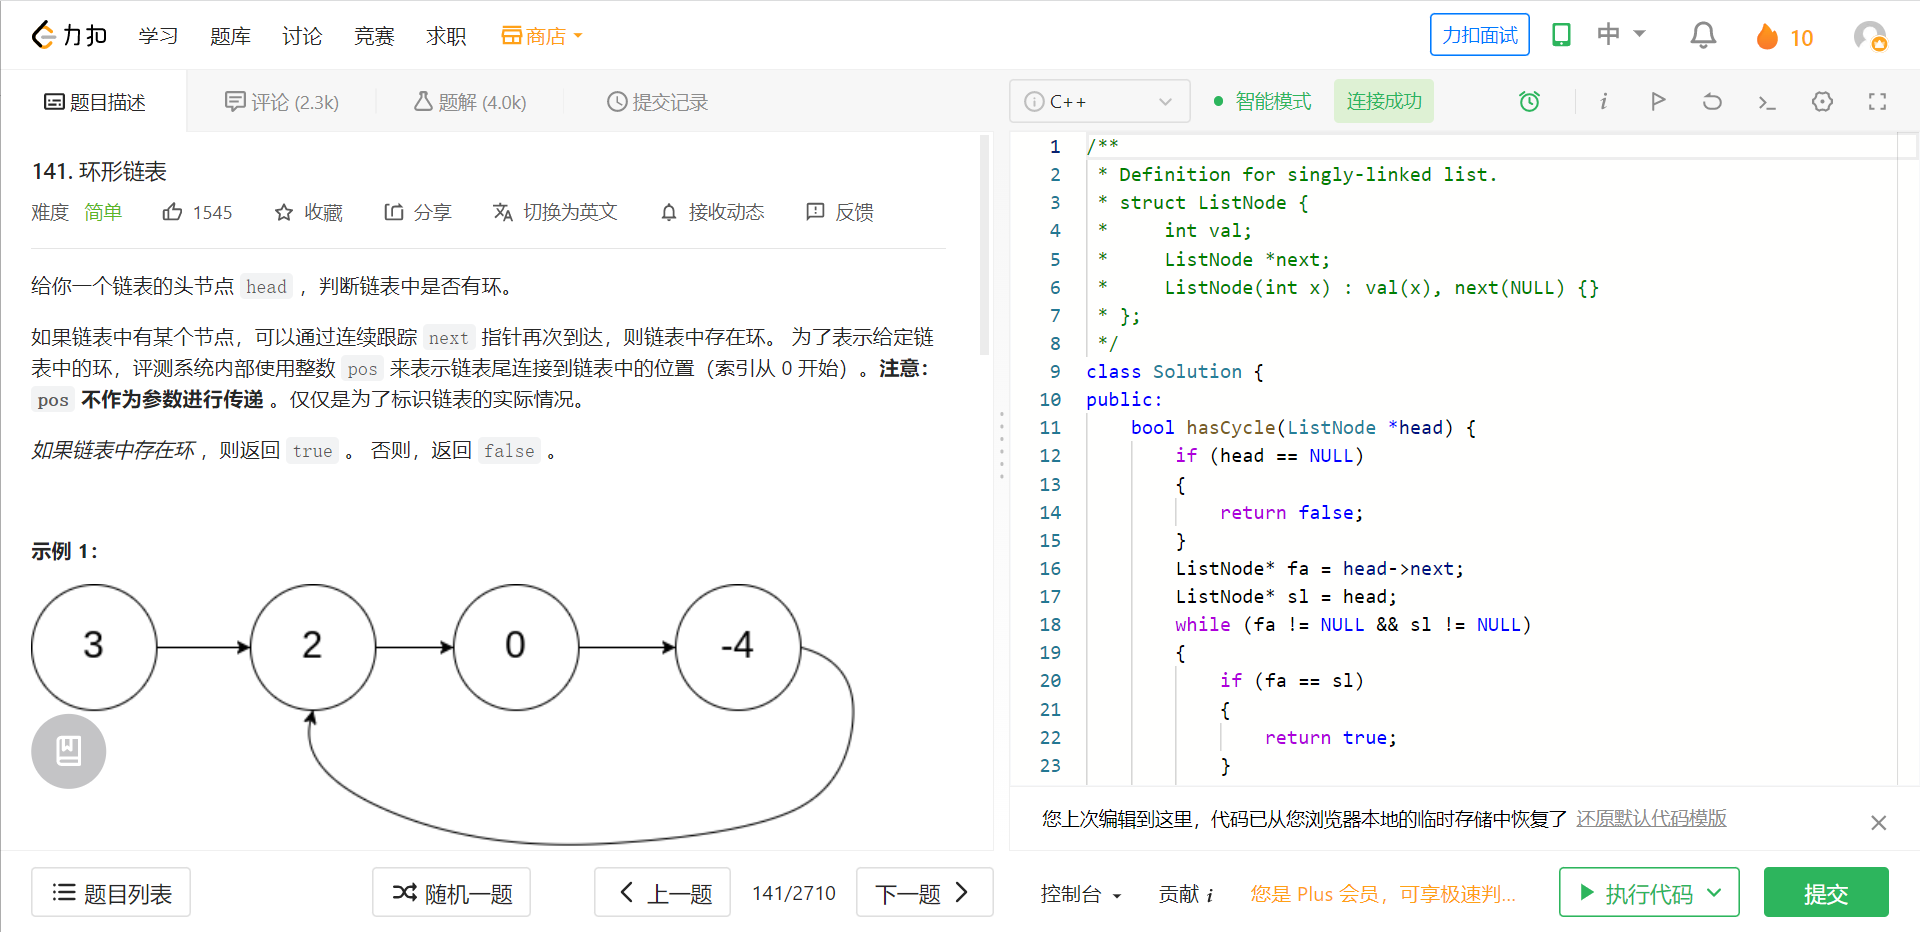 力扣 学习 题库 讨论 竞赛 求职 商店 力扣面试 中 10
题目描述 评论 (2.3k) 题解 (4.0k) 提交记录
141. 环形链表
难度 简单 1545 收藏 分享 切换为英文 接收动态 反馈
给你一个链表的头节点 head ，判断链表中是否有环。
如果链表中有某个节点，可以通过连续跟踪 next 指针再次到达，则链表中存在环。 为了表示给定链
表中的环，评测系统内部使用整数 pos 来表示链表尾连接到链表中的位置（索引从 0 开始）。注意：
pos 不作为参数进行传递 。仅仅是为了标识链表的实际情况。
如果链表中存在环 ，则返回 true 。 否则，返回 false 。
示例 1：
3 2 0 -4
题目列表 随机一题 上一题 141/2710 下一题
C++ 智能模式 连接成功 i
1 /**
2 * Definition for singly-linked list.
3 * struct ListNode {
4 * int val;
5 * ListNode *next;
6 * ListNode(int x) : val(x), next(NULL) {}
7 * };
8 */
9 class Solution {
10 public:
11 bool hasCycle(ListNode *head) {
12 if (head == NULL)
13 {
14 return false;
15 }
16 ListNode* fa = head->next;
17 ListNode* sl = head;
18 while (fa != NULL && sl != NULL)
19 {
20 if (fa == sl)
21 {
22 return true;
23 }
您上次编辑到这里，代码已从您浏览器本地的临时存储中恢复了 还原默认代码模版
控制台 贡献 i 您是 Plus 会员，可享极速判... 执行代码 提交